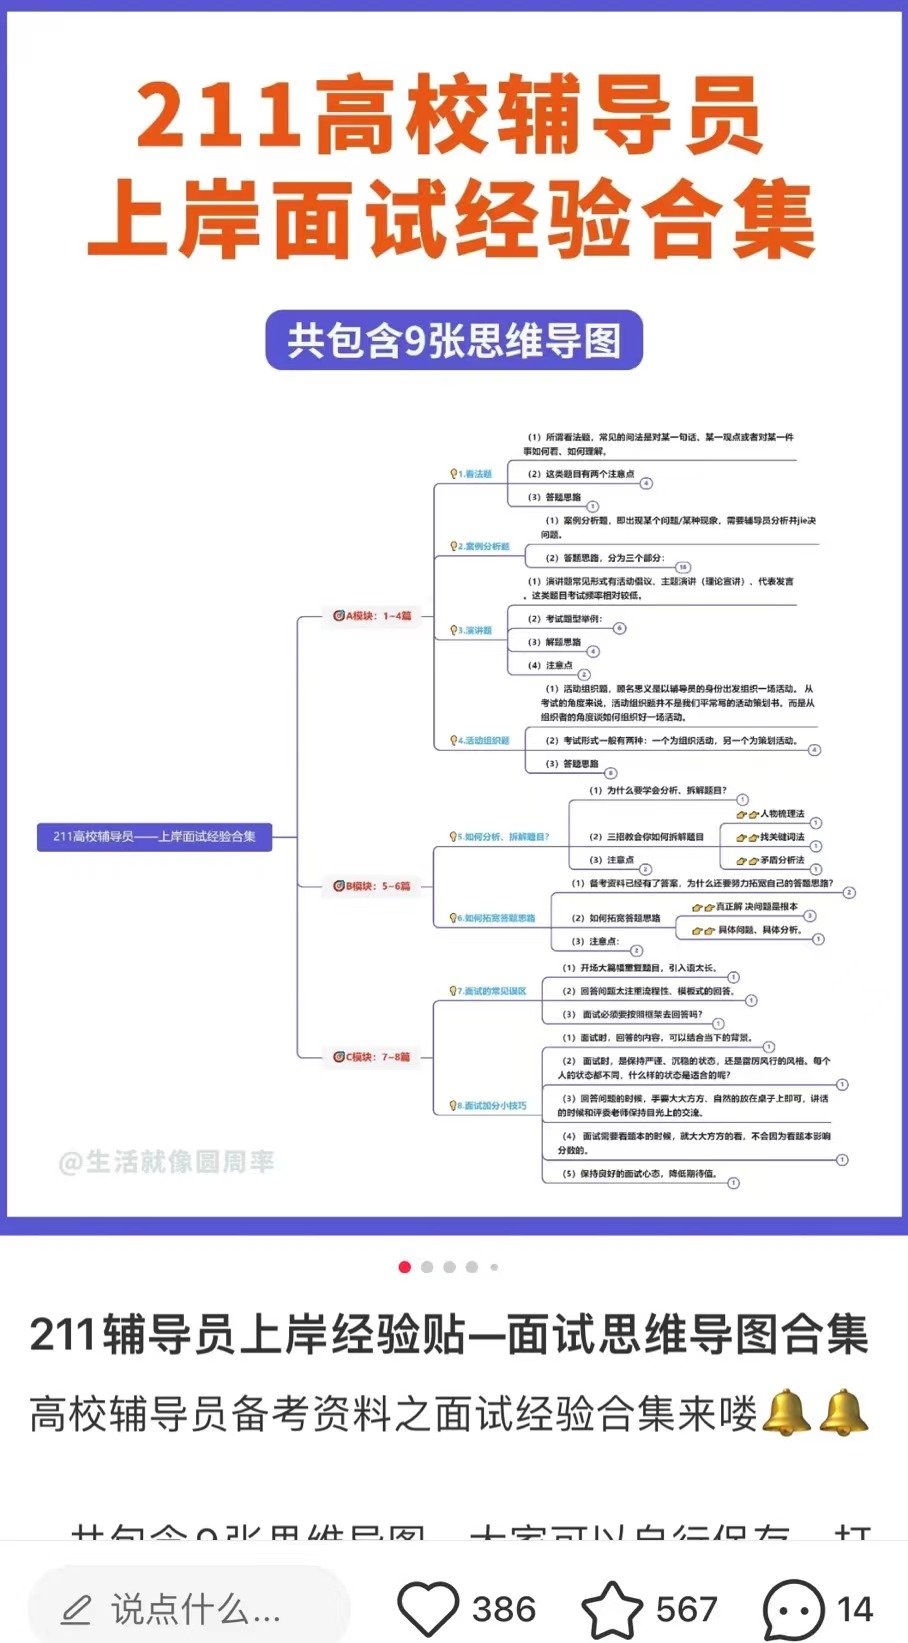 211高校辅导员
上岸面试经验合集
共包含9张思维导图
211高校辅导员——上岸面试经验合集
A模块：1~4篇
1.看法题
（1）所谓看法题，常见的问法是对某一句话、某一观点或者对某一件
事如何看、如何理解。
（2）这类题目有两个注意点
4
（3）答题思路
1
2.案例分析题
（1）案例分析题，即出现某个问题/某种现象，需要辅导员分析并jie决
问题。
（2）答题思路，分为三个部分：
16
3.演讲题
（1）演讲题常见形式有活动倡议、主题演讲（理论宣讲）、代表发言
。这类题目考试频率相对较低。
（2）考试题型举例：
6
（3）解题思路
4
（4）注意点
2
4.活动组织题
（1）活动组织题，顾名思义是以辅导员的身份出发组织一场活动。 从
考试的角度来说，活动组织题并不是我们平常写的活动策划书。而是从
组织者的角度谈如何组织好一场活动。
（2）考试形式一般有两种：一个为组织活动，另一个为策划活动。
4
（3）答题思路
8
B模块：5~6篇
5.如何分析、拆解题目？
（1）为什么要学会分析、拆解题目？
1
（2）三招教会你如何拆解题目
👉👉人物梳理法
1
👉👉找关键词法
1
👉👉矛盾分析法
1
（3）注意点
2
6.如何拓宽答题思路
（1）备考资料已经有了答案，为什么还要努力拓宽自己的答题思路？
2
（2）如何拓宽答题思路
👉👉真正解 决问题是根本
3
👉👉 具体问题、具体分析。
1
（3）注意点：
2
C模块：7~8篇
7.面试的常见误区
（1）开场大篇幅重复题目，引入语太长。
1
（2）回答问题太注重流程性、模板式的回答。
1
（3） 面试必须要按照框架去回答吗？
1
8.面试加分小技巧
（1）面试时，回答的内容，可以结合当下的背景。
1
（2） 面试时，是保持严谨、沉稳的状态，还是雷厉风行的风格。每个
人的状态都不同，什么样的状态是适合的呢？
1
（3）回答问题的时候，手要大大方方、自然的放在桌子上即可，讲话
的时候和评委老师保持目光上的交流。
（4） 面试需要看题本的时候，就大大方方的看，不会因为看题本影响
分数的。
1
（5）保持良好的面试心态，降低期待值。
1
@生活就像圆周率
211辅导员上岸经验贴—面试思维导图合集
高校辅导员备考资料之面试经验合集来喽🔔🔔
共包含9张思维导图，大家可以自行保存，打
说点什么...
386
567
14